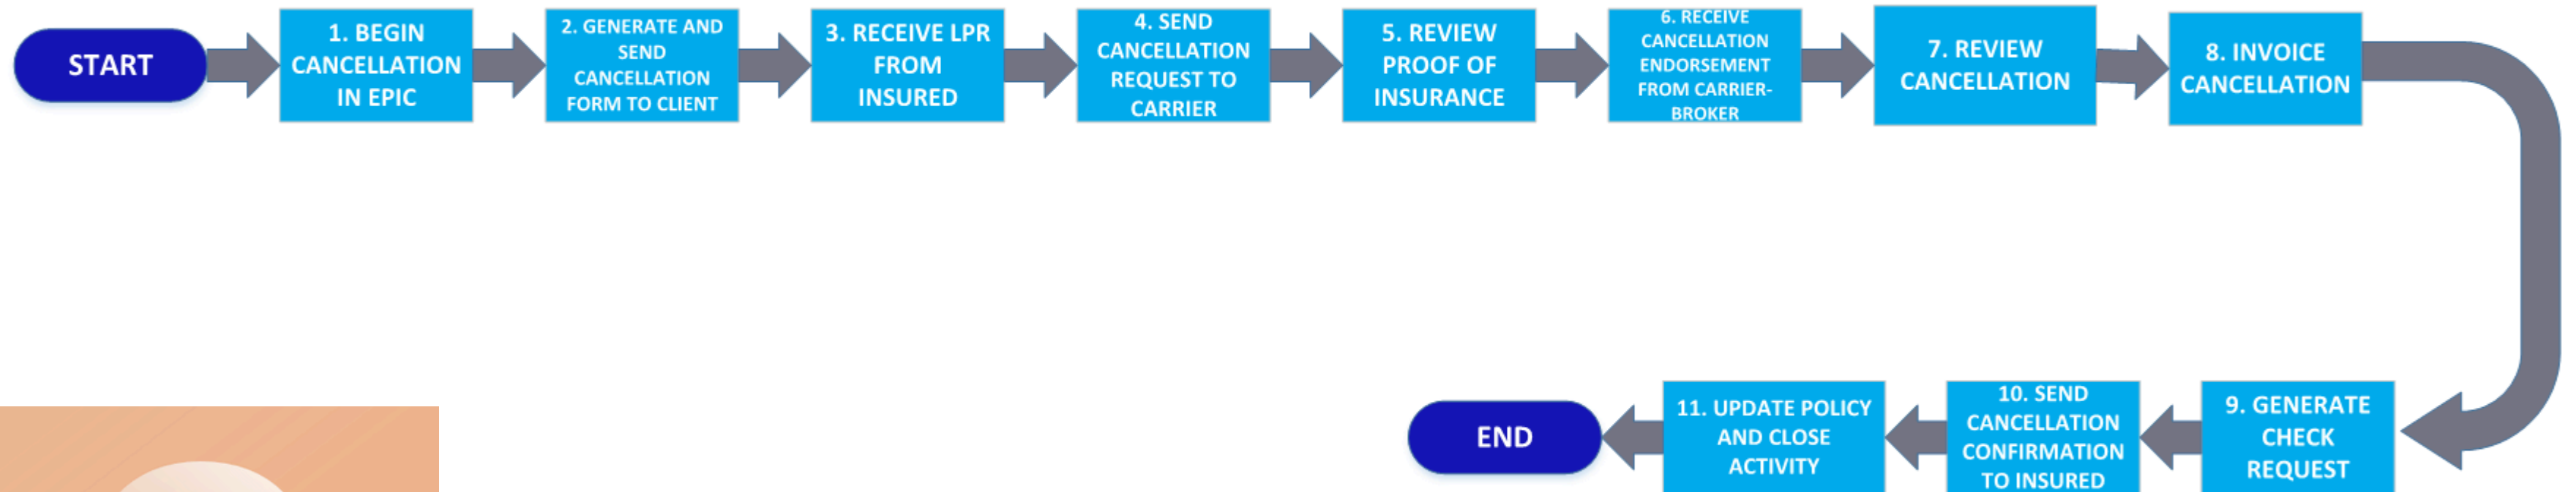 START
1. BEGIN
CANCELLATION
IN EPIC
2. GENERATE AND
SEND
CANCELLATION
FORM TO CLIENT
3. RECEIVE LPR
FROM
INSURED
4. SEND
CANCELLATION
REQUEST TO
CARRIER
5. REVIEW
PROOF OF
INSURANCE
6. RECEIVE
CANCELLATION
ENDORSEMENT
FROM CARRIER-
BROKER
7. REVIEW
CANCELLATION
8. INVOICE
CANCELLATION
9. GENERATE
CHECK
REQUEST
10. SEND
CANCELLATION
CONFIRMATION
TO INSURED
11. UPDATE POLICY
AND CLOSE
ACTIVITY
END